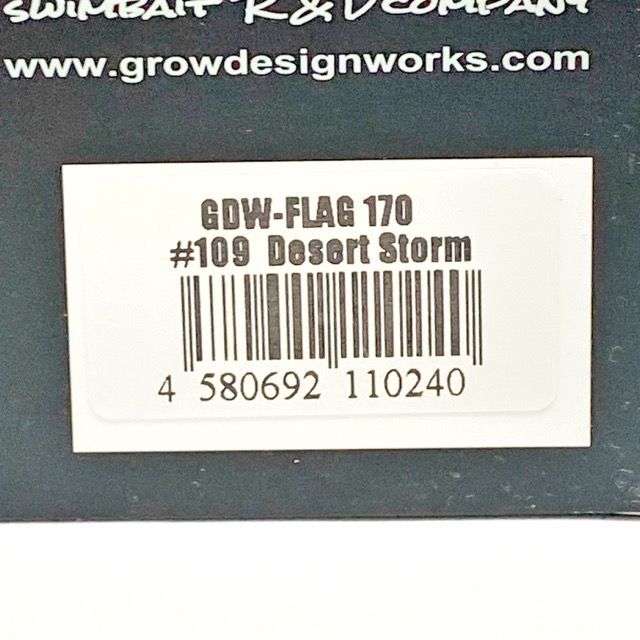 SWIMBAIT R & D COMPANY
www.growdesignworks.com
GDW-FLAG 170
#109 Desert Storm
4 580692 110240